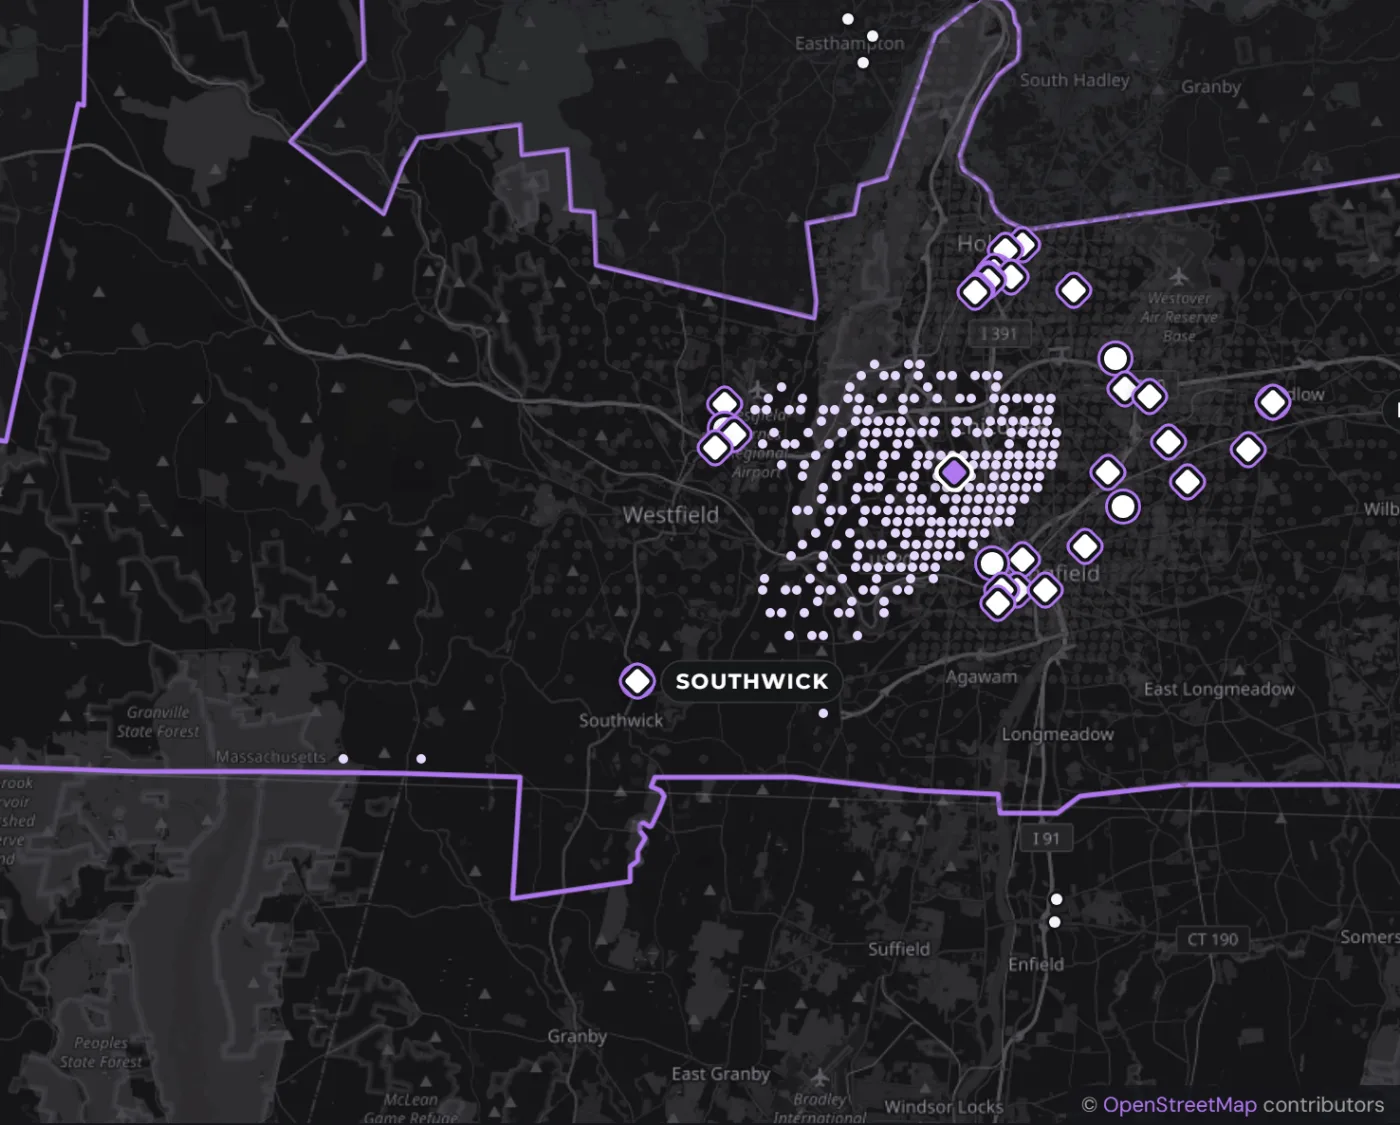 Easthampton
South Hadley
Granby
I 391
Westover
Air Reserve
Base
Regional
Airport
Westfield
SOUTHWICK
Southwick
Agawam
East Longmeadow
Longmeadow
Granville
State Forest
Massachusetts
I 91
CT 190
Suffield
Enfield
Granby
East Granby
Peoples
State Forest
McLean
Game Refuge
Bradley
International
Windsor Locks
© OpenStreetMap contributors